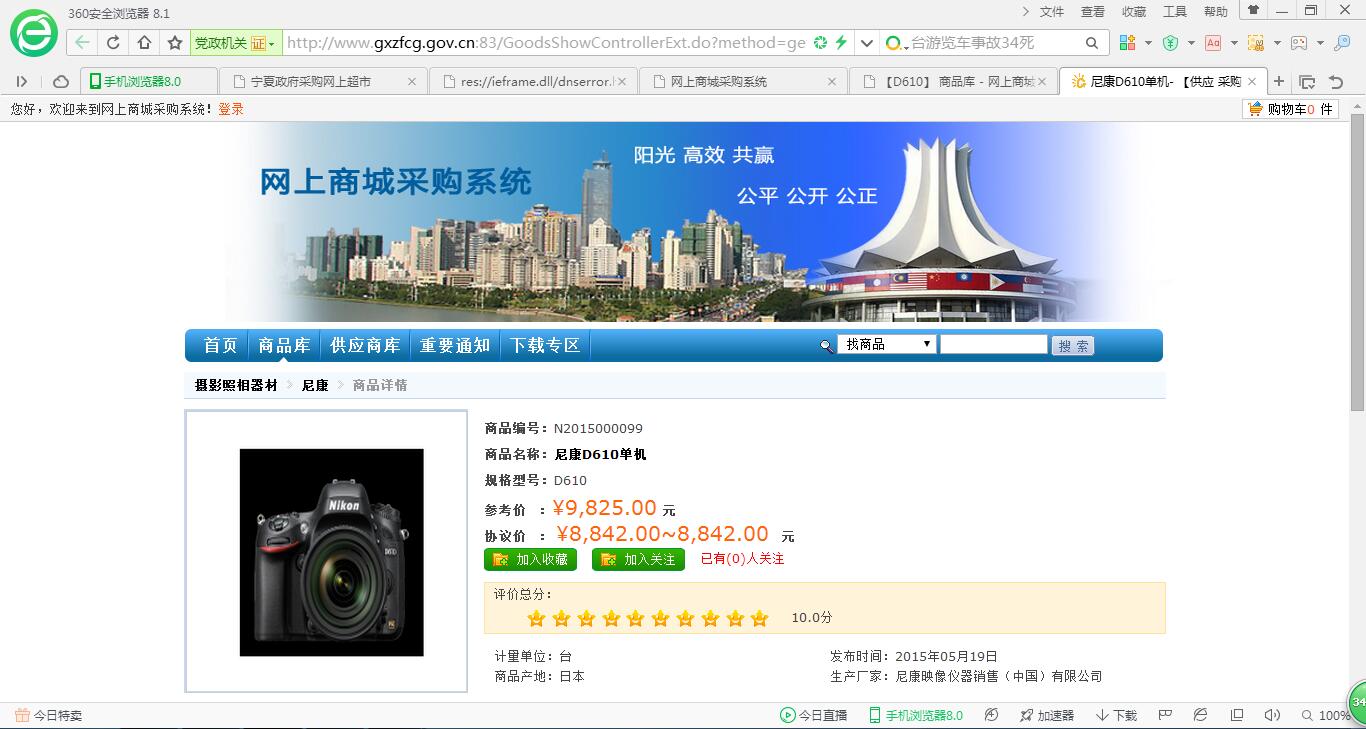 360安全浏览器 8.1
文件 查看 收藏 工具 帮助
党政机关 证 http://www.gxzfcg.gov.cn:83/GoodsShowControllerExt.do?method=ge
台游览车事故34死
手机浏览器8.0
宁夏政府采购网上超市
res://ieframe.dll/dnserror.
网上商城采购系统
【D610】 商品库 - 网上商城
尼康D610单机- 【供应 采购
您好，欢迎来到网上商城采购系统！登录
购物车0 件
网上商城采购系统
阳光 高效 共赢
公平 公开 公正
首页 商品库 供应商库 重要通知 下载专区
找商品
搜 索
摄影照相器材 尼康 商品详情
Nikon
D610
商品编号：N2015000099
商品名称：尼康D610单机
规格型号：D610
参考价 ：¥9,825.00 元
协议价 ：¥8,842.00~8,842.00 元
加入收藏 加入关注 已有(0)人关注
评价总分：
10.0分
计量单位：台 发布时间：2015年05月19日
商品产地：日本 生产厂家：尼康映像仪器销售（中国）有限公司
34
今日特卖 今日直播 手机浏览器8.0 加速器 下载 100%